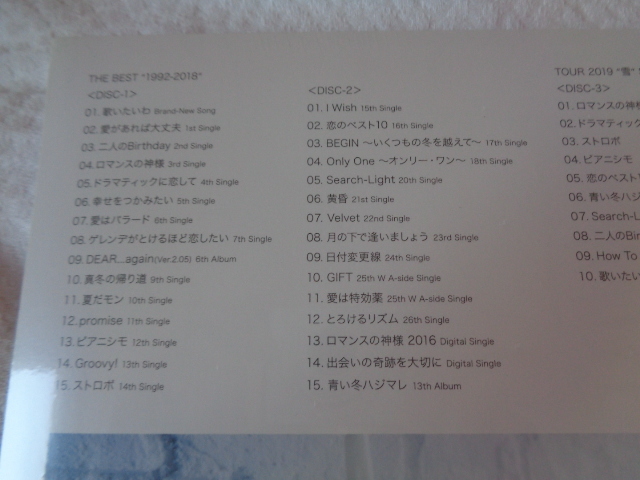 THE BEST "1992-2018"
<DISC-1>
01. 歌いたいわ Brand-New Song
02. 愛があれば大丈夫 1st Single
03. 二人のBirthday 2nd Single
04. ロマンスの神様 3rd Single
05. ドラマティックに恋して 4th Single
06. 幸せをつかみたい 5th Single
07. 愛はバラード 6th Single
08. ゲレンデがとけるほど恋したい 7th Single
09. DEAR...again(Ver.2.05) 6th Album
10. 真冬の帰り道 9th Single
11. 夏だモン 10th Single
12. promise 11th Single
13. ピアニシモ 12th Single
14. Groovy! 13th Single
15. ストロボ 14th Single
<DISC-2>
01. I Wish 15th Single
02. 恋のベスト10 16th Single
03. BEGIN 〜いくつもの冬を越えて〜 17th Single
04. Only One 〜オンリー・ワン〜 18th Single
05. Search-Light 20th Single
06. 黄昏 21st Single
07. Velvet 22nd Single
08. 月の下で逢いましょう 23rd Single
09. 日付変更線 24th Single
10. GIFT 25th W A-side Single
11. 愛は特効薬 25th W A-side Single
12. とろけるリズム 26th Single
13. ロマンスの神様 2016 Digital Single
14. 出会いの奇跡を大切に Digital Single
15. 青い冬ハジマレ 13th Album
TOUR 2019 "雪"
<DISC-3>
01. ロマンスの神様
02. ドラマティック
03. ストロボ
04. ピアニシモ
05. 恋のベスト
06. 青い冬ハジ
07. Search-L
08. 二人のBir
09. How To
10. 歌いたい